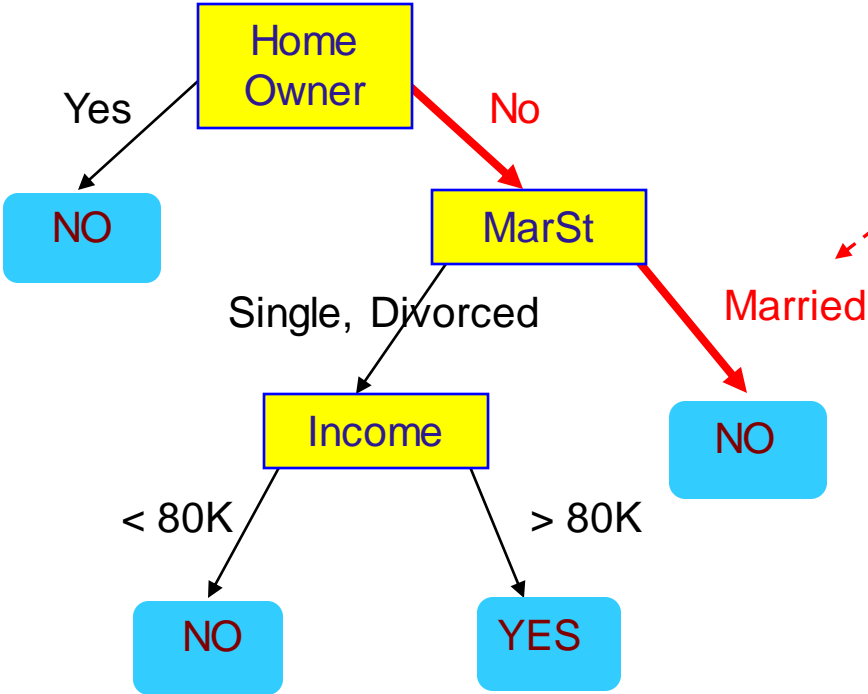 Home
Owner
Yes
No
NO
MarSt
Single, Divorced
Married
Income
NO
< 80K
> 80K
NO
YES